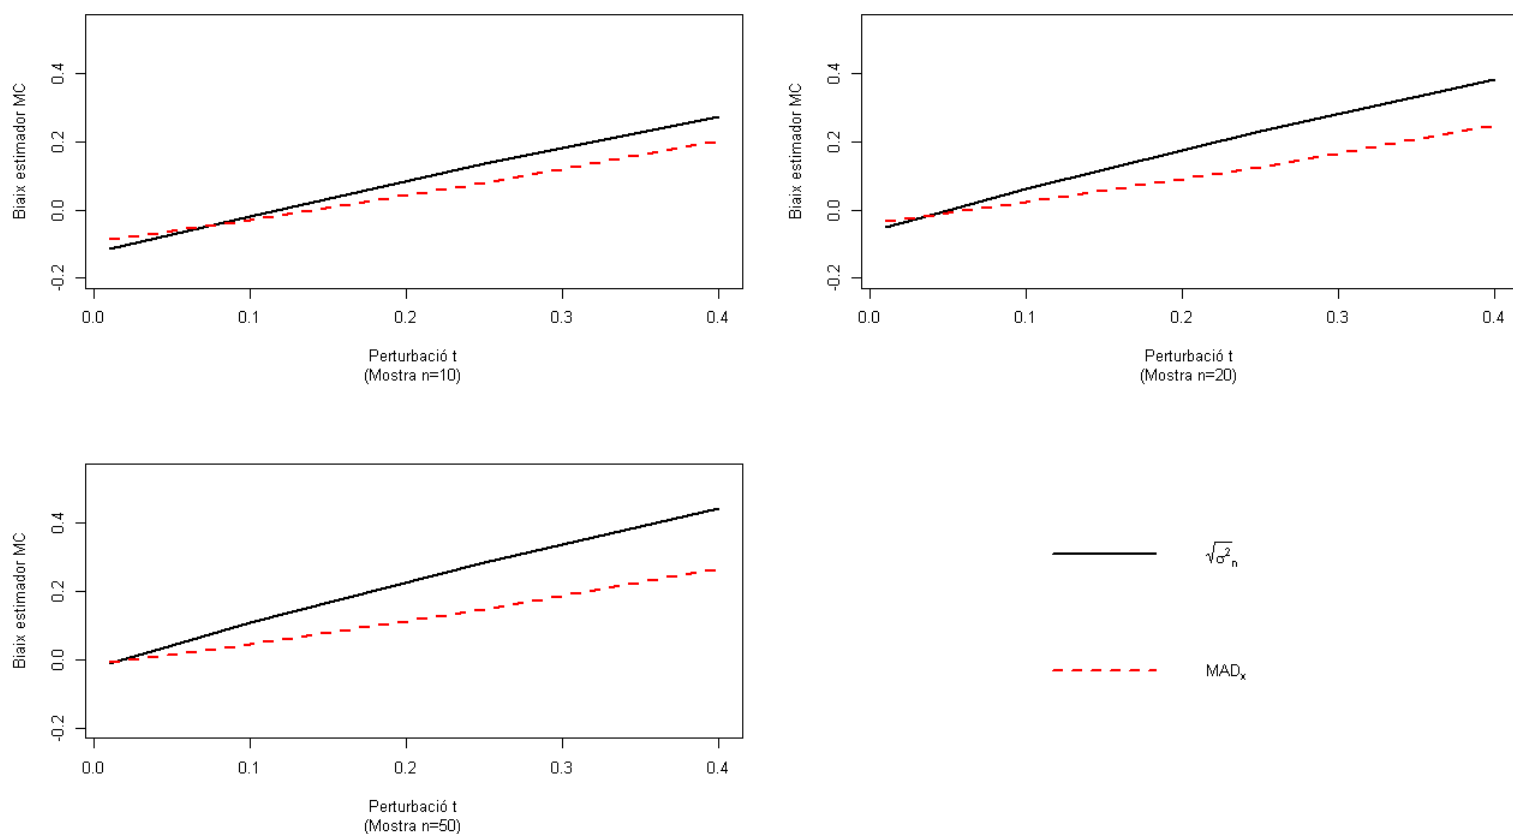 Biaix estimador MC
0.4
0.2
0.0
-0.2
0.0 0.1 0.2 0.3 0.4
Perturbació t
(Mostra n=10)
Biaix estimador MC
0.4
0.2
0.0
-0.2
0.0 0.1 0.2 0.3 0.4
Perturbació t
(Mostra n=20)
Biaix estimador MC
0.4
0.2
0.0
-0.2
0.0 0.1 0.2 0.3 0.4
Perturbació t
(Mostra n=50)
√σ²ₙ
MADₓ